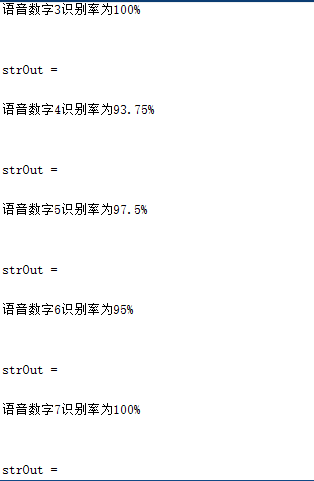 语音数字3识别率为100%
strOut =
语音数字4识别率为93.75%
strOut =
语音数字5识别率为97.5%
strOut =
语音数字6识别率为95%
strOut =
语音数字7识别率为100%
strOut =